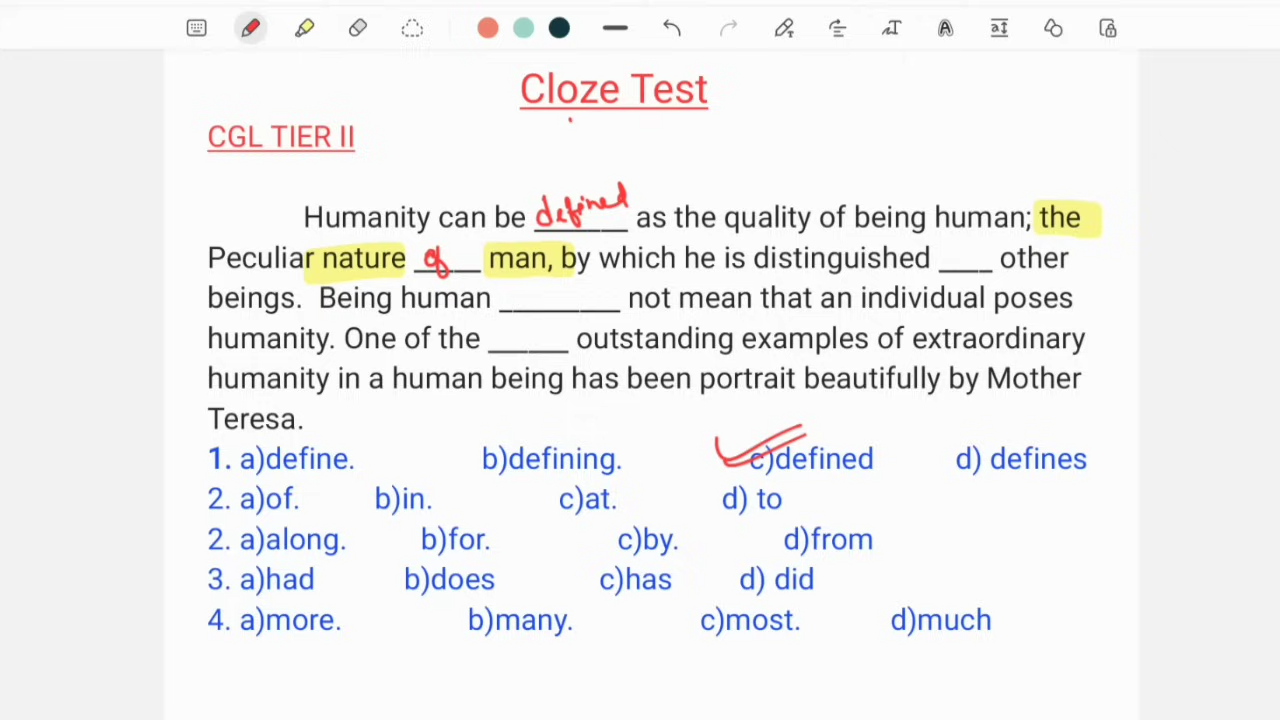 Cloze Test
CGL TIER II
Humanity can be defined as the quality of being human; the
Peculiar nature of man, by which he is distinguished ____ other
beings. Being human ________ not mean that an individual poses
humanity. One of the ______ outstanding examples of extraordinary
humanity in a human being has been portrait beautifully by Mother
Teresa.
1. a)define. b)defining. c)defined d) defines
2. a)of. b)in. c)at. d) to
2. a)along. b)for. c)by. d)from
3. a)had b)does c)has d) did
4. a)more. b)many. c)most. d)much